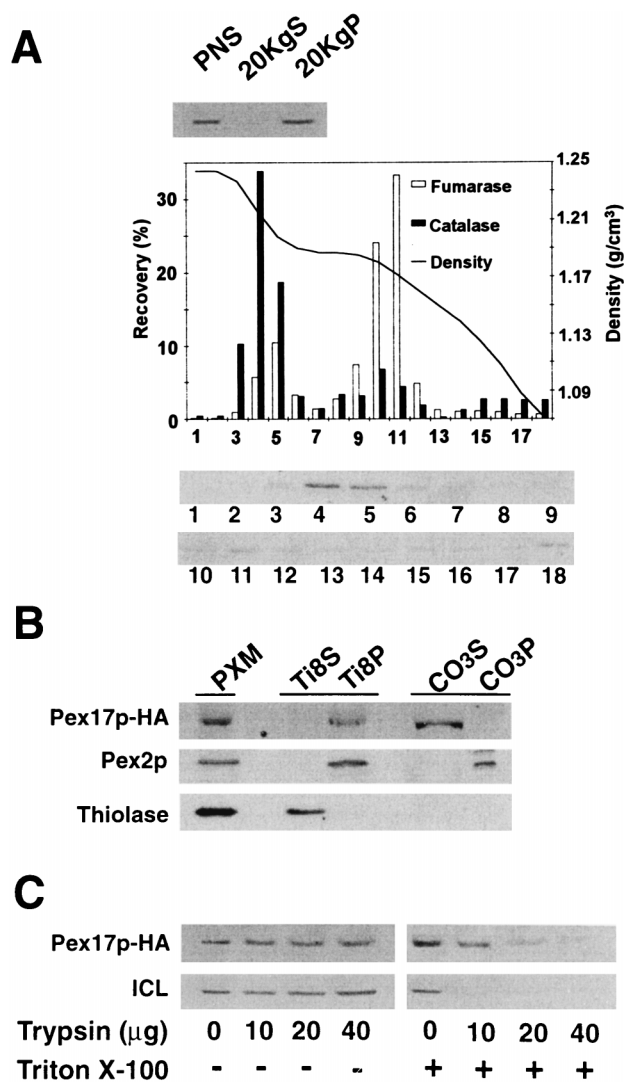 A
PNS 20KgS 20KgP
Recovery (%)
30
20
10
0
Fumarase
Catalase
Density
1.25
1.21
1.17
1.13
1.09
Density (g/cm³)
1 3 5 7 9 11 13 15 17
1 2 3 4 5 6 7 8 9
10 11 12 13 14 15 16 17 18
B
PXM Ti8S Ti8P CO3S CO3P
Pex17p-HA
Pex2p
Thiolase
C
Pex17p-HA
ICL
Trypsin (μg) 0 10 20 40 0 10 20 40
Triton X-100 - - - - + + + +